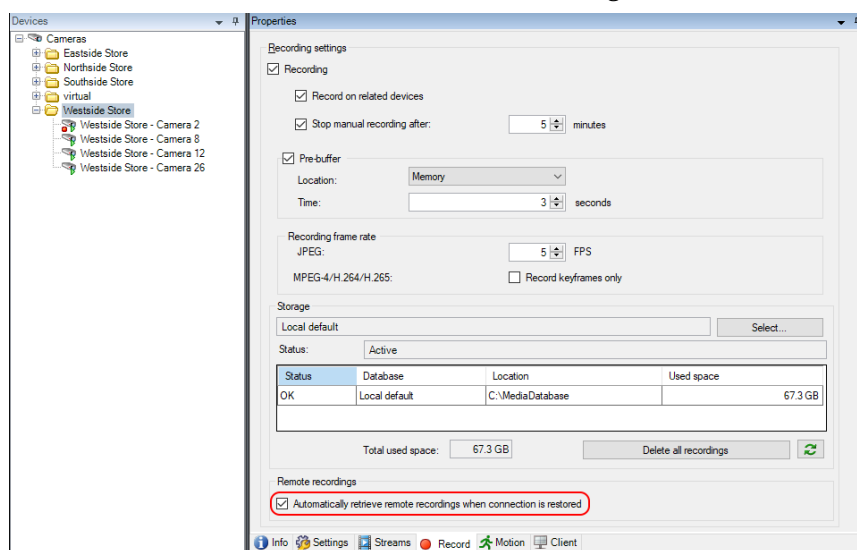 Devices
Cameras
Eastside Store
Northside Store
Southside Store
virtual
Westside Store
Westside Store - Camera 2
Westside Store - Camera 8
Westside Store - Camera 12
Westside Store - Camera 26
Properties
Recording settings
Recording
Record on related devices
Stop manual recording after: 5 minutes
Pre-buffer
Location: Memory
Time: 3 seconds
Recording frame rate
JPEG: 5 FPS
MPEG-4/H.264/H.265: Record keyframes only
Storage
Local default Select...
Status: Active
Status Database Location Used space
OK Local default C:\MediaDatabase 67.3 GB
Total used space: 67.3 GB Delete all recordings
Remote recordings
Automatically retrieve remote recordings when connection is restored
Info Settings Streams Record Motion Client